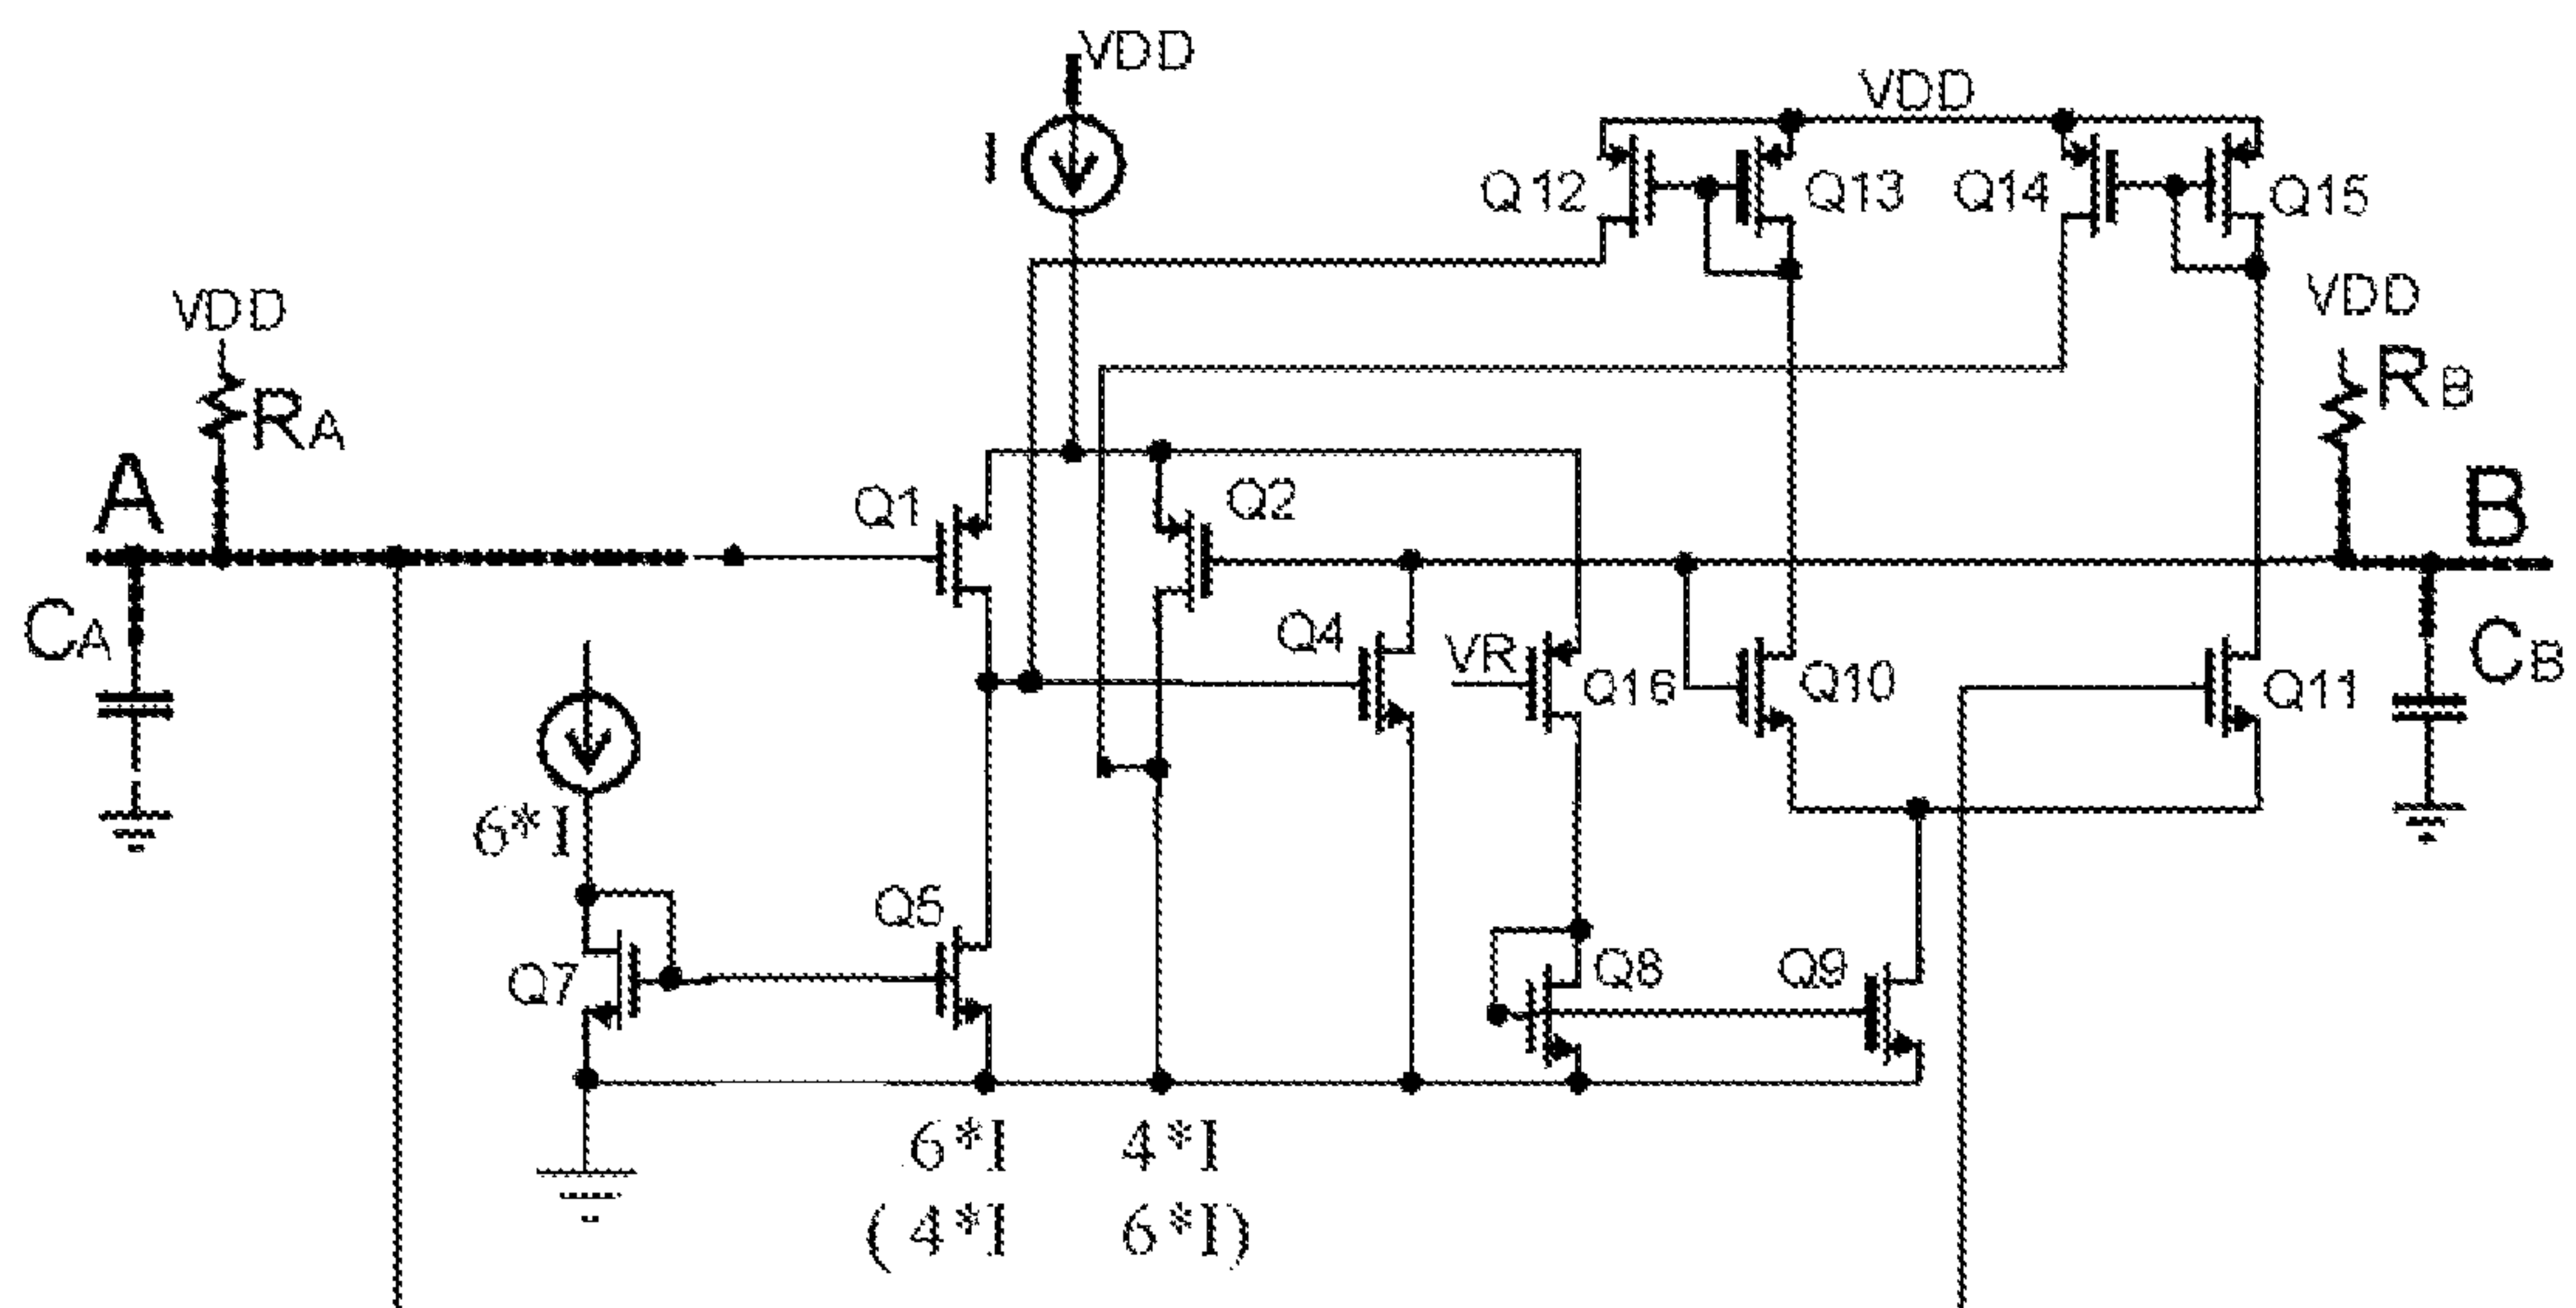 VDD
I
VDD
Q12
Q13
Q14
Q15
VDD
RA
VDD
RB
A
Q1
Q2
B
CA
Q4
VR
Q16
Q10
Q11
CB
6*I
Q5
Q7
Q8
Q9
6*I 4*I
(4*I 6*I)